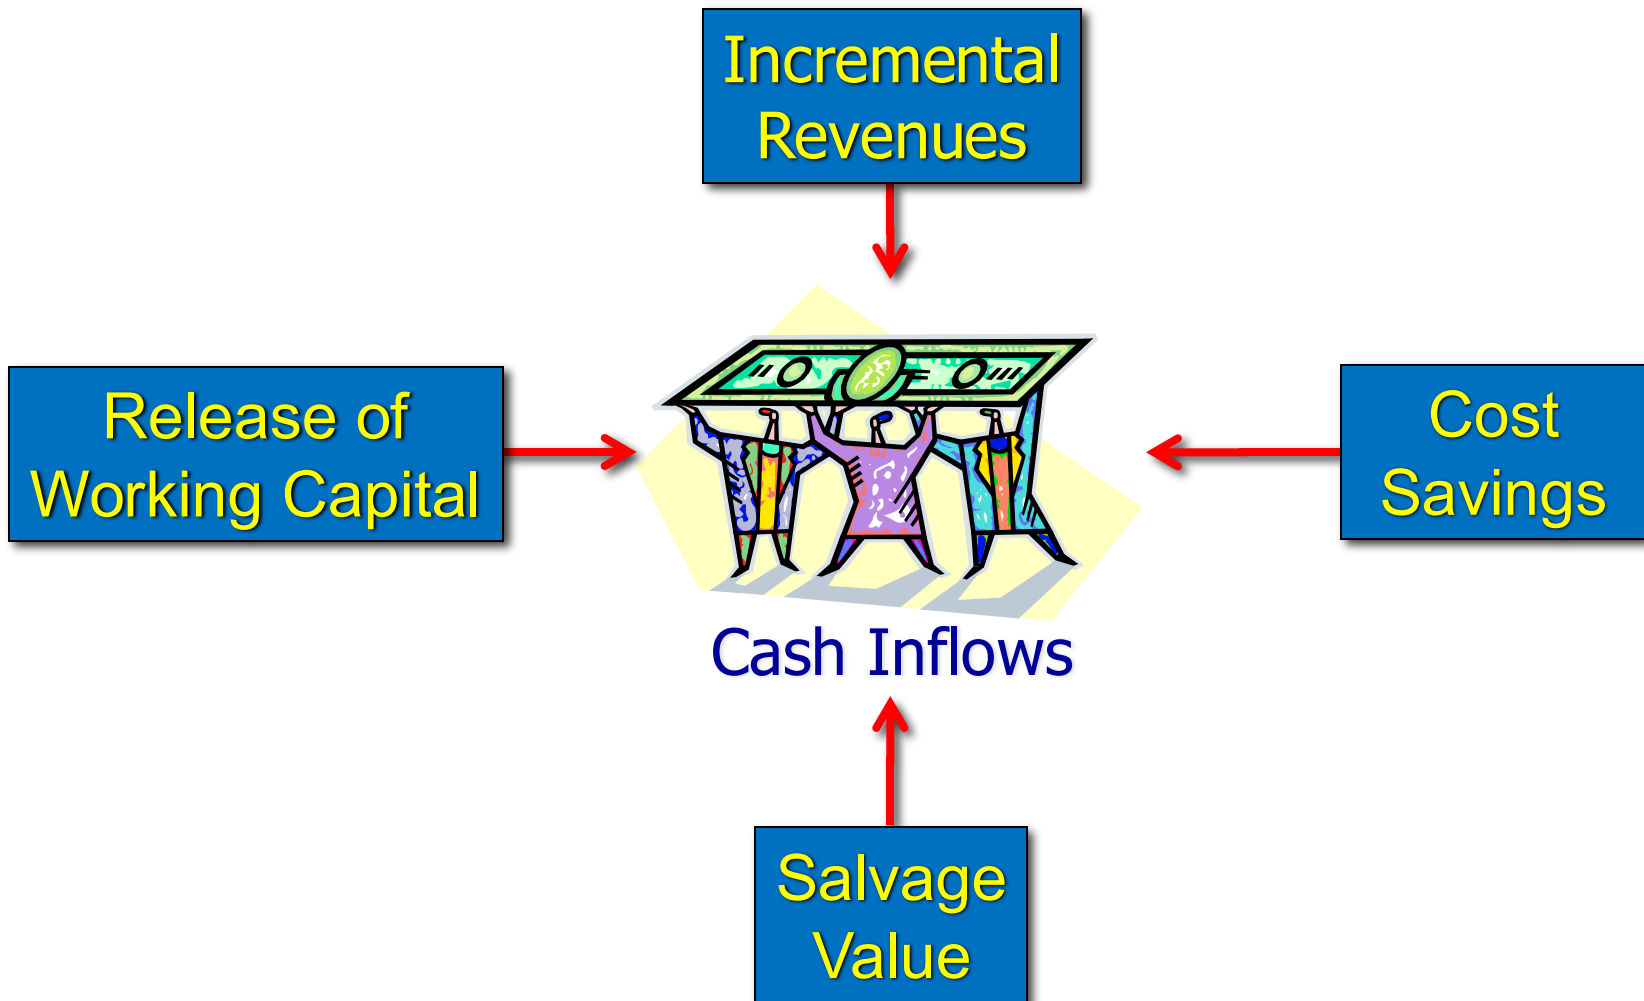 Incremental
Revenues
Release of
Working Capital
Cost
Savings
Cash Inflows
Salvage
Value